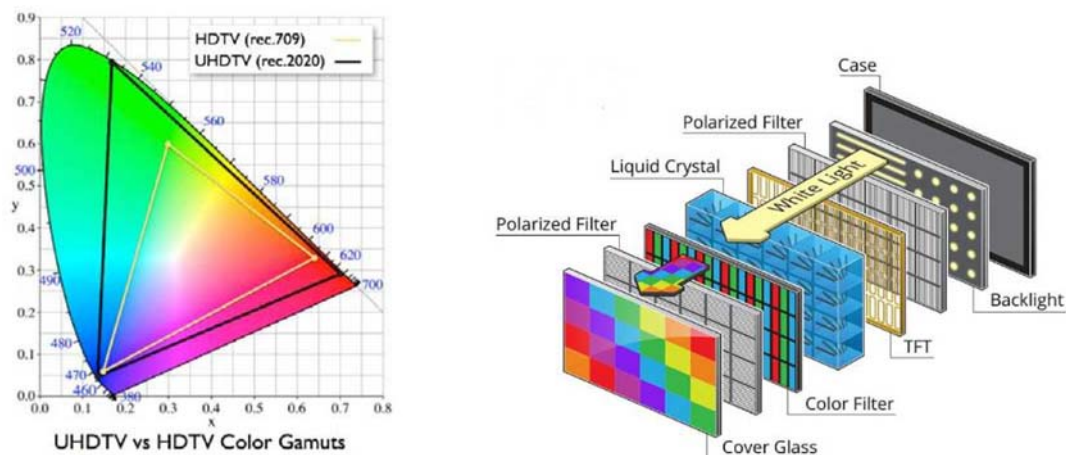 0.9
0.8
0.7
0.6
0.5
y
0.4
0.3
0.2
0.1
0.0
520
540
560
580
600
620
700
500
490
480
470
460
380
HDTV (rec.709)
UHDTV (rec.2020)
0.0 0.1 0.2 0.3 0.4 0.5 0.6 0.7 0.8
x
UHDTV vs HDTV Color Gamuts
Case
Polarized Filter
Liquid Crystal
White Light
Polarized Filter
Backlight
TFT
Color Filter
Cover Glass